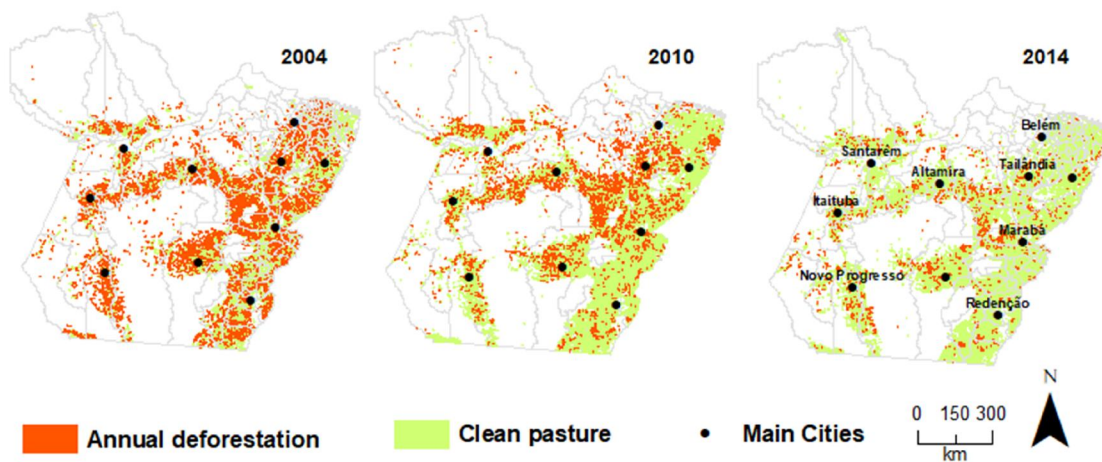 2004
2010
2014
Belém
Santarém
Tailândia
Altamira
Itaituba
Marabá
Novo Progresso
Redenção
Annual deforestation
Clean pasture
Main Cities
0 150 300
km
N